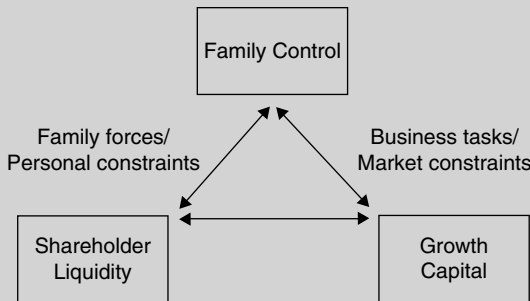 Family Control
Family forces/
Personal constraints
Business tasks/
Market constraints
Shareholder
Liquidity
Growth
Capital